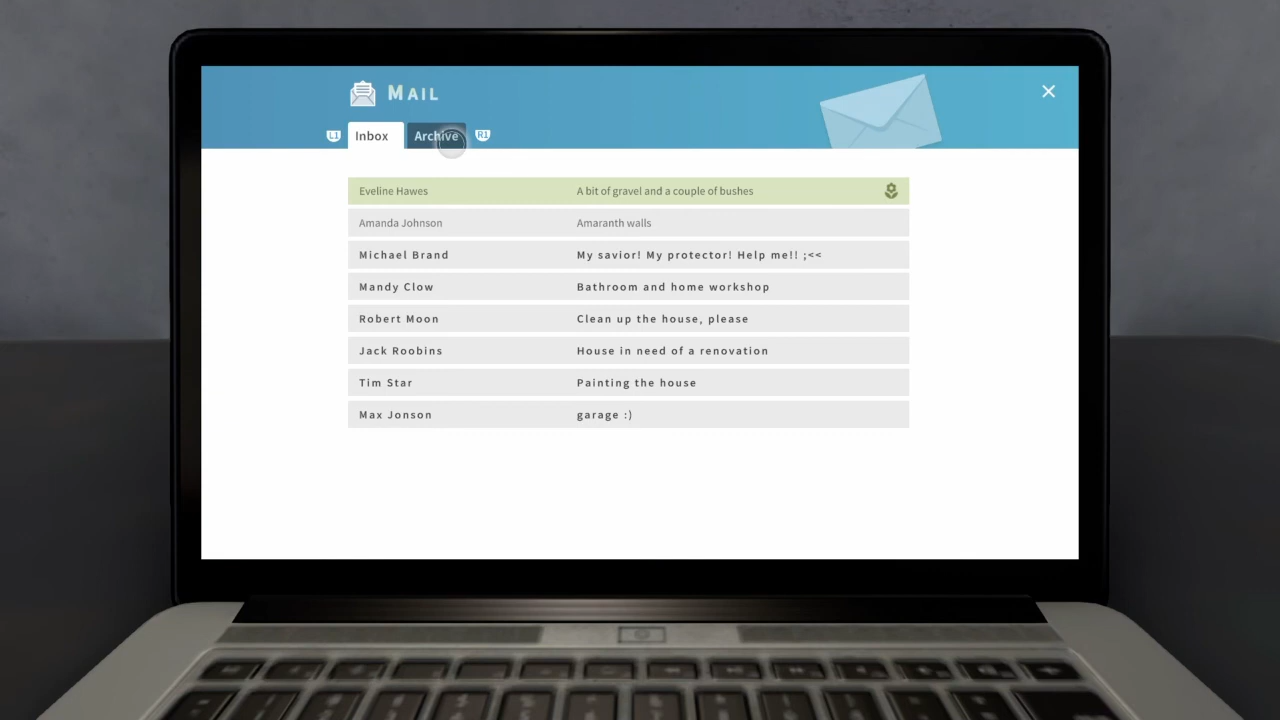 MAIL
L1 Inbox Archive R1
Eveline Hawes A bit of gravel and a couple of bushes
Amanda Johnson Amaranth walls
Michael Brand My savior! My protector! Help me!! ;<<
Mandy Clow Bathroom and home workshop
Robert Moon Clean up the house, please
Jack Roobins House in need of a renovation
Tim Star Painting the house
Max Jonson garage :)